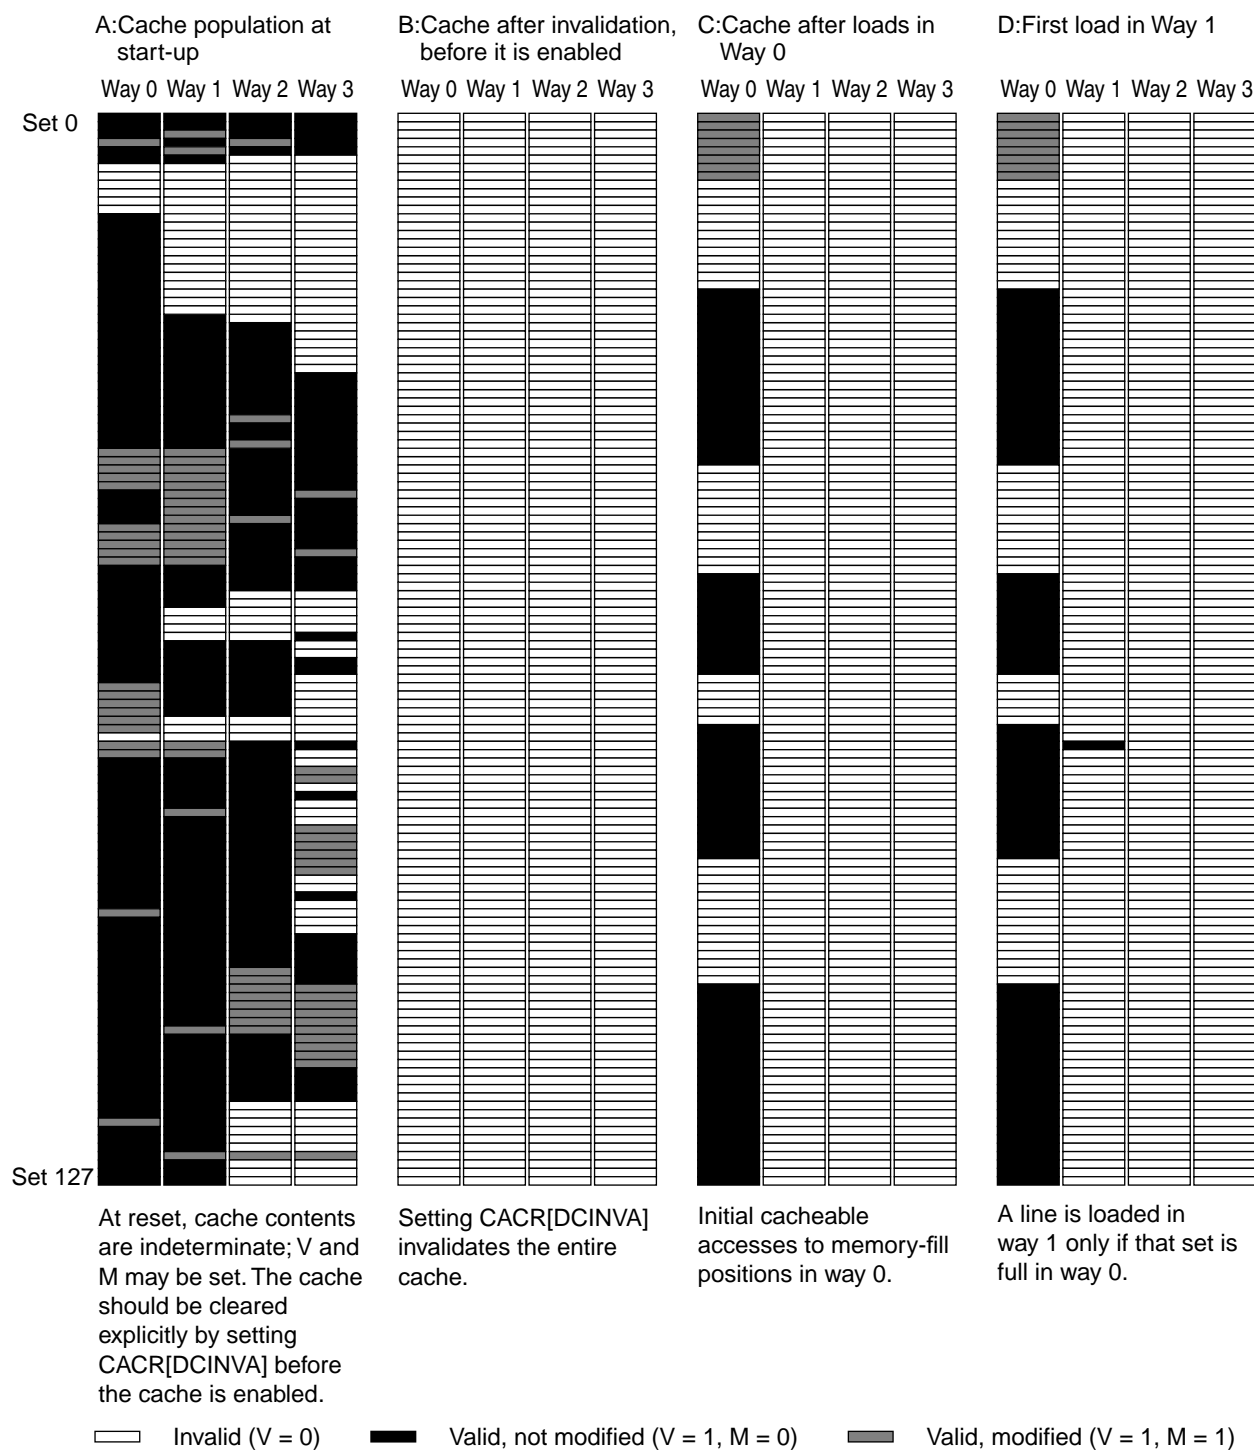 A:Cache population at
start-up
B:Cache after invalidation,
before it is enabled
C:Cache after loads in
Way 0
D:First load in Way 1
Way 0 Way 1 Way 2 Way 3
Way 0 Way 1 Way 2 Way 3
Way 0 Way 1 Way 2 Way 3
Way 0 Way 1 Way 2 Way 3
Set 0
Set 127
At reset, cache contents
are indeterminate; V and
M may be set. The cache
should be cleared
explicitly by setting
CACR[DCINVA] before
the cache is enabled.
Setting CACR[DCINVA]
invalidates the entire
cache.
Initial cacheable
accesses to memory-fill
positions in way 0.
A line is loaded in
way 1 only if that set is
full in way 0.
Invalid (V = 0)
Valid, not modified (V = 1, M = 0)
Valid, modified (V = 1, M = 1)